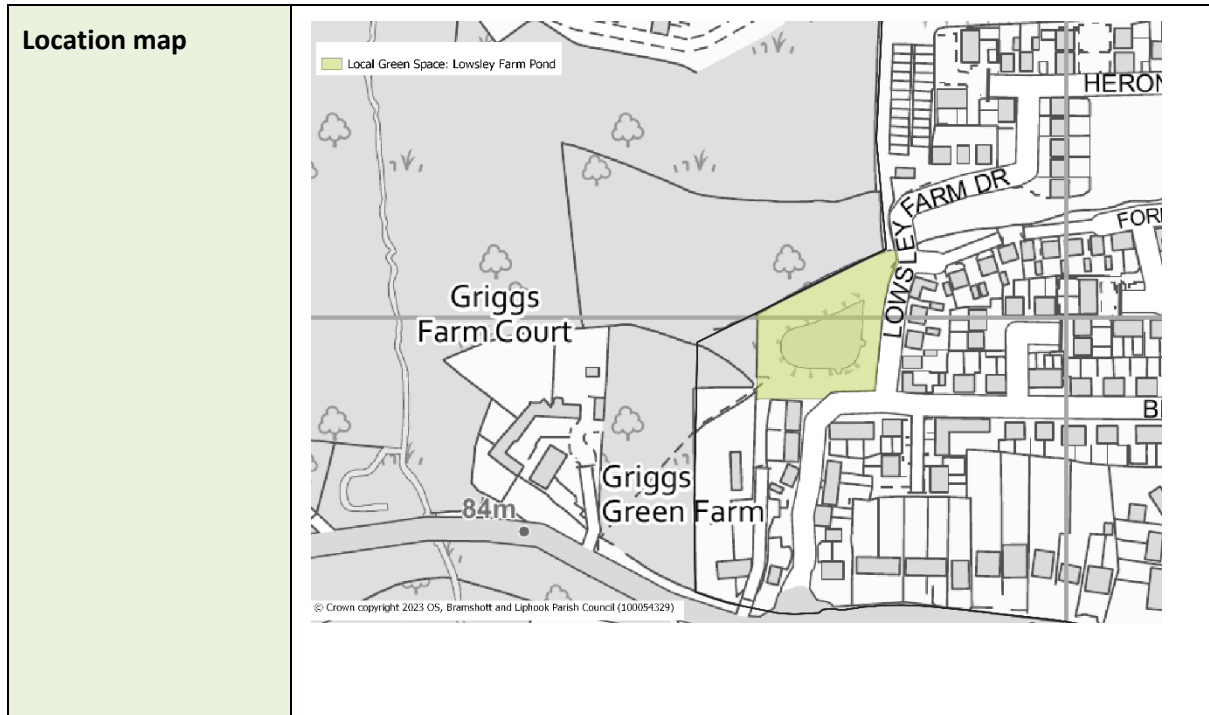 Location map
Local Green Space: Lowsley Farm Pond
HERON
LOWSLEY FARM DR
FOR
Griggs
Farm Court
B
Griggs
Green Farm
84m
© Crown copyright 2023 OS, Bramshott and Liphook Parish Council (100054329)